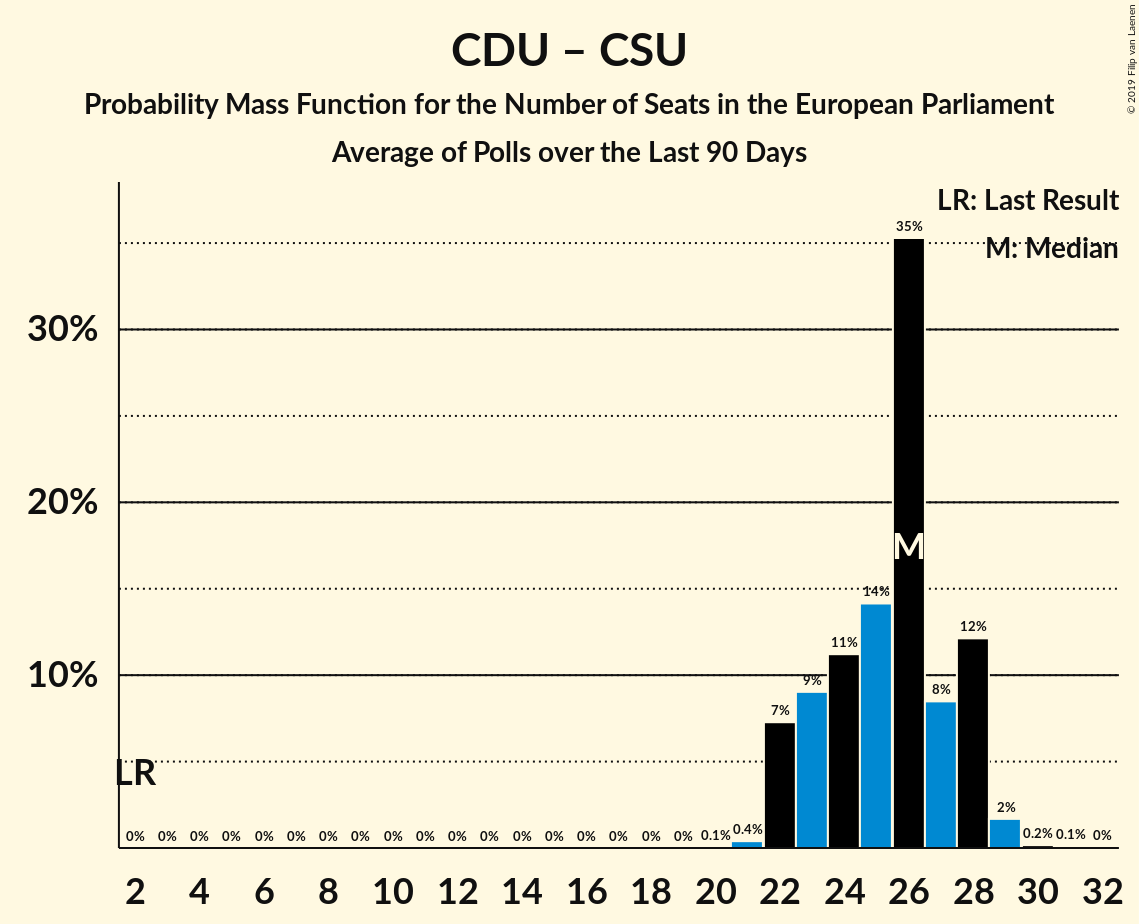 CDU – CSU
Probability Mass Function for the Number of Seats in the European Parliament
Average of Polls over the Last 90 Days
© 2019 Filip van Laenen
LR: Last Result
M: Median
35%
30%
20%
M
14%
12%
11%
10%
9%
8%
7%
LR
2%
0% 0% 0% 0% 0% 0% 0% 0% 0% 0% 0% 0% 0% 0% 0% 0% 0% 0% 0.1% 0.4% 0.2% 0.1% 0%
2 4 6 8 10 12 14 16 18 20 22 24 26 28 30 32